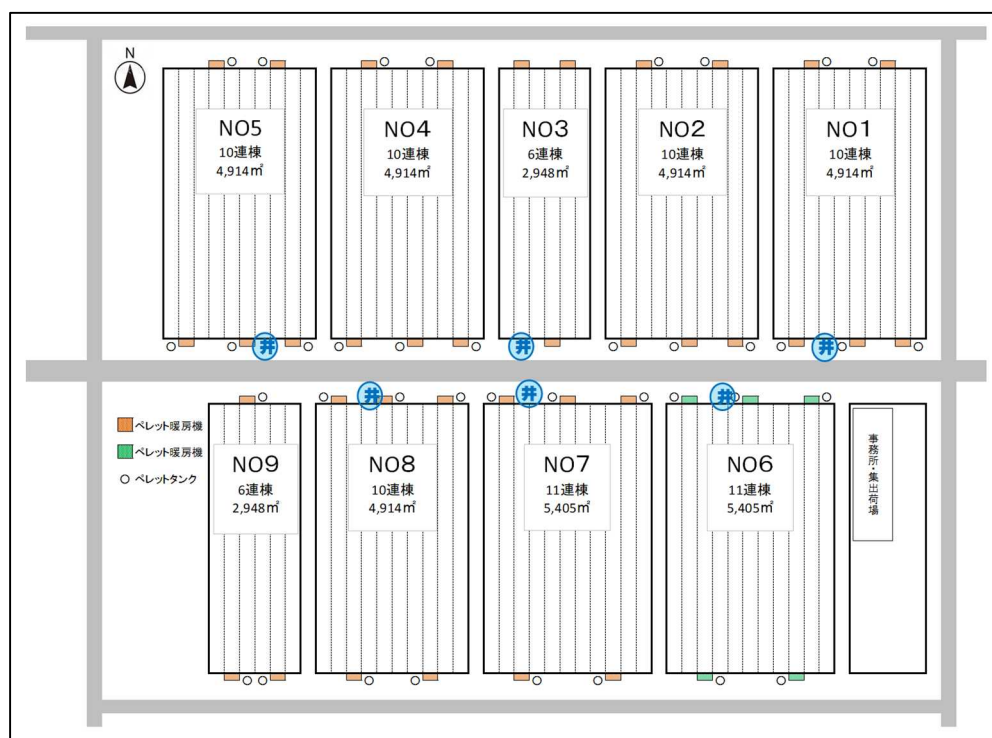 N
NO5
10連棟
4,914㎡
NO4
10連棟
4,914㎡
NO3
6連棟
2,948㎡
NO2
10連棟
4,914㎡
NO1
10連棟
4,914㎡
井
井
井
井
井
井
ペレット暖房機
ペレット暖房機
ペレットタンク
NO9
6連棟
2,948㎡
NO8
10連棟
4,914㎡
NO7
11連棟
5,405㎡
NO6
11連棟
5,405㎡
事務所・集出荷場